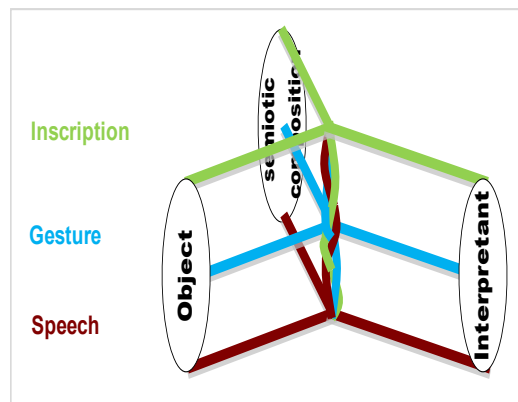 semiotic
composition
Inscription
Gesture
Speech
Object
Interpretant